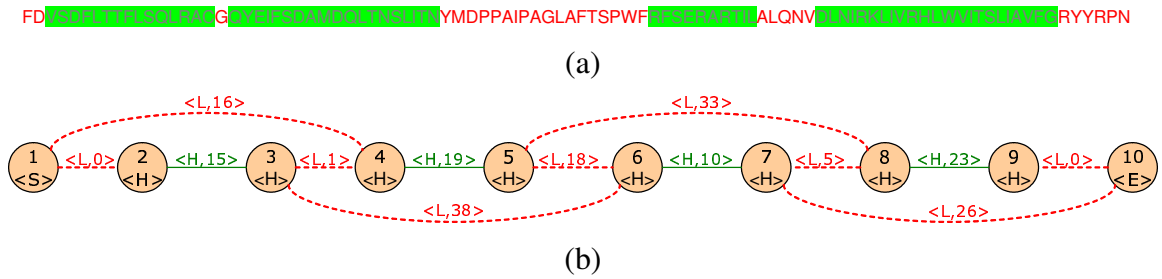 FDVSDFLTTFLSQLRACGQYEIFSDAMDQLTNSLITNYMDPPAIPAGLAFTSPWFRFSERARTILALQNVDLNIRKLIVRHLWVITSLIAVFGRYYRPN
(a)
<L,16> <L,33>
1 <L,0> 2 <H,15> 3 <L,1> 4 <H,19> 5 <L,18> 6 <H,10> 7 <L,5> 8 <H,23> 9 <L,0> 10
<S> <H> <H> <H> <H> <H> <H> <H> <H> <E>
<L,38> <L,26>
(b)